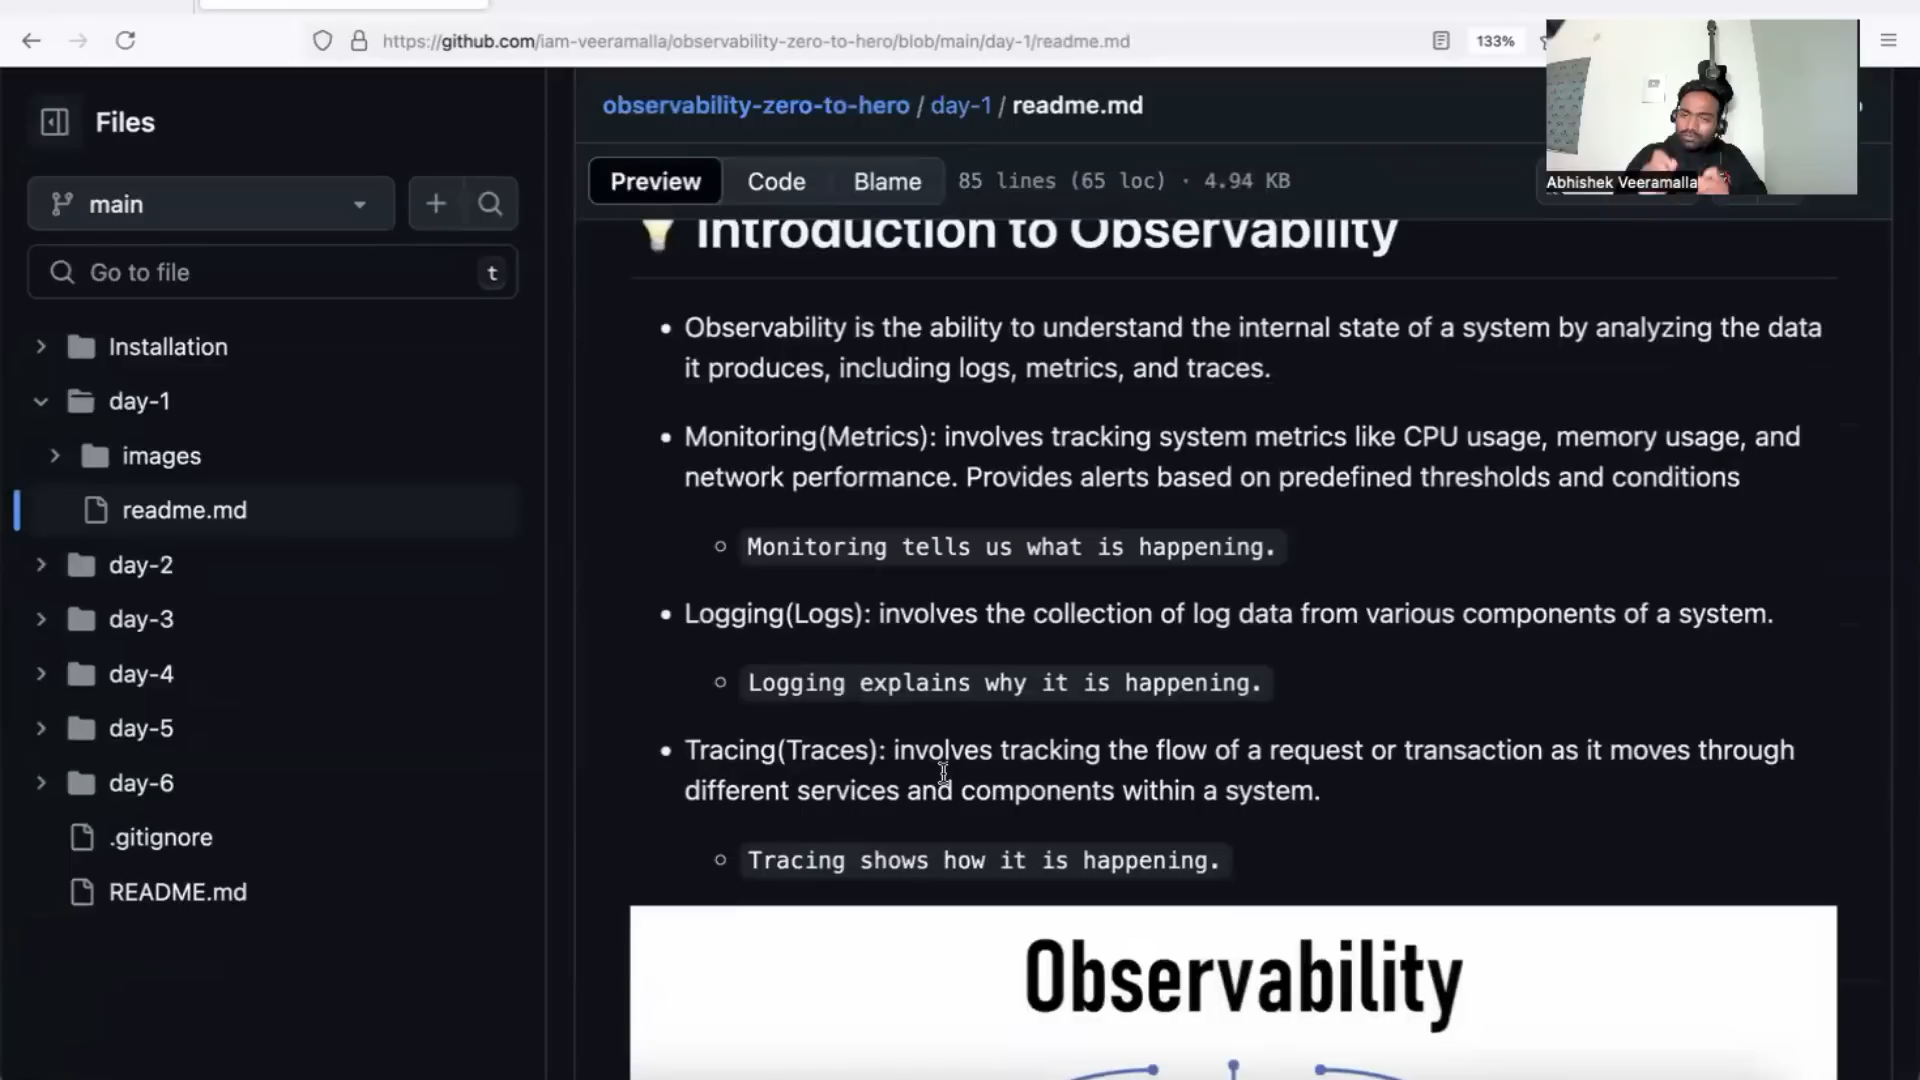 https://github.com/iam-veeramalla/observability-zero-to-hero/blob/main/day-1/readme.md
133%
Abhishek Veeramalla
Files
main
Go to file
t
Installation
day-1
images
readme.md
day-2
day-3
day-4
day-5
day-6
.gitignore
README.md
observability-zero-to-hero / day-1 / readme.md
Preview Code Blame 85 lines (65 loc) · 4.94 KB
Introduction to Observability
• Observability is the ability to understand the internal state of a system by analyzing the data
it produces, including logs, metrics, and traces.
• Monitoring(Metrics): involves tracking system metrics like CPU usage, memory usage, and
network performance. Provides alerts based on predefined thresholds and conditions
Monitoring tells us what is happening.
• Logging(Logs): involves the collection of log data from various components of a system.
Logging explains why it is happening.
• Tracing(Traces): involves tracking the flow of a request or transaction as it moves through
different services and components within a system.
Tracing shows how it is happening.
Observability